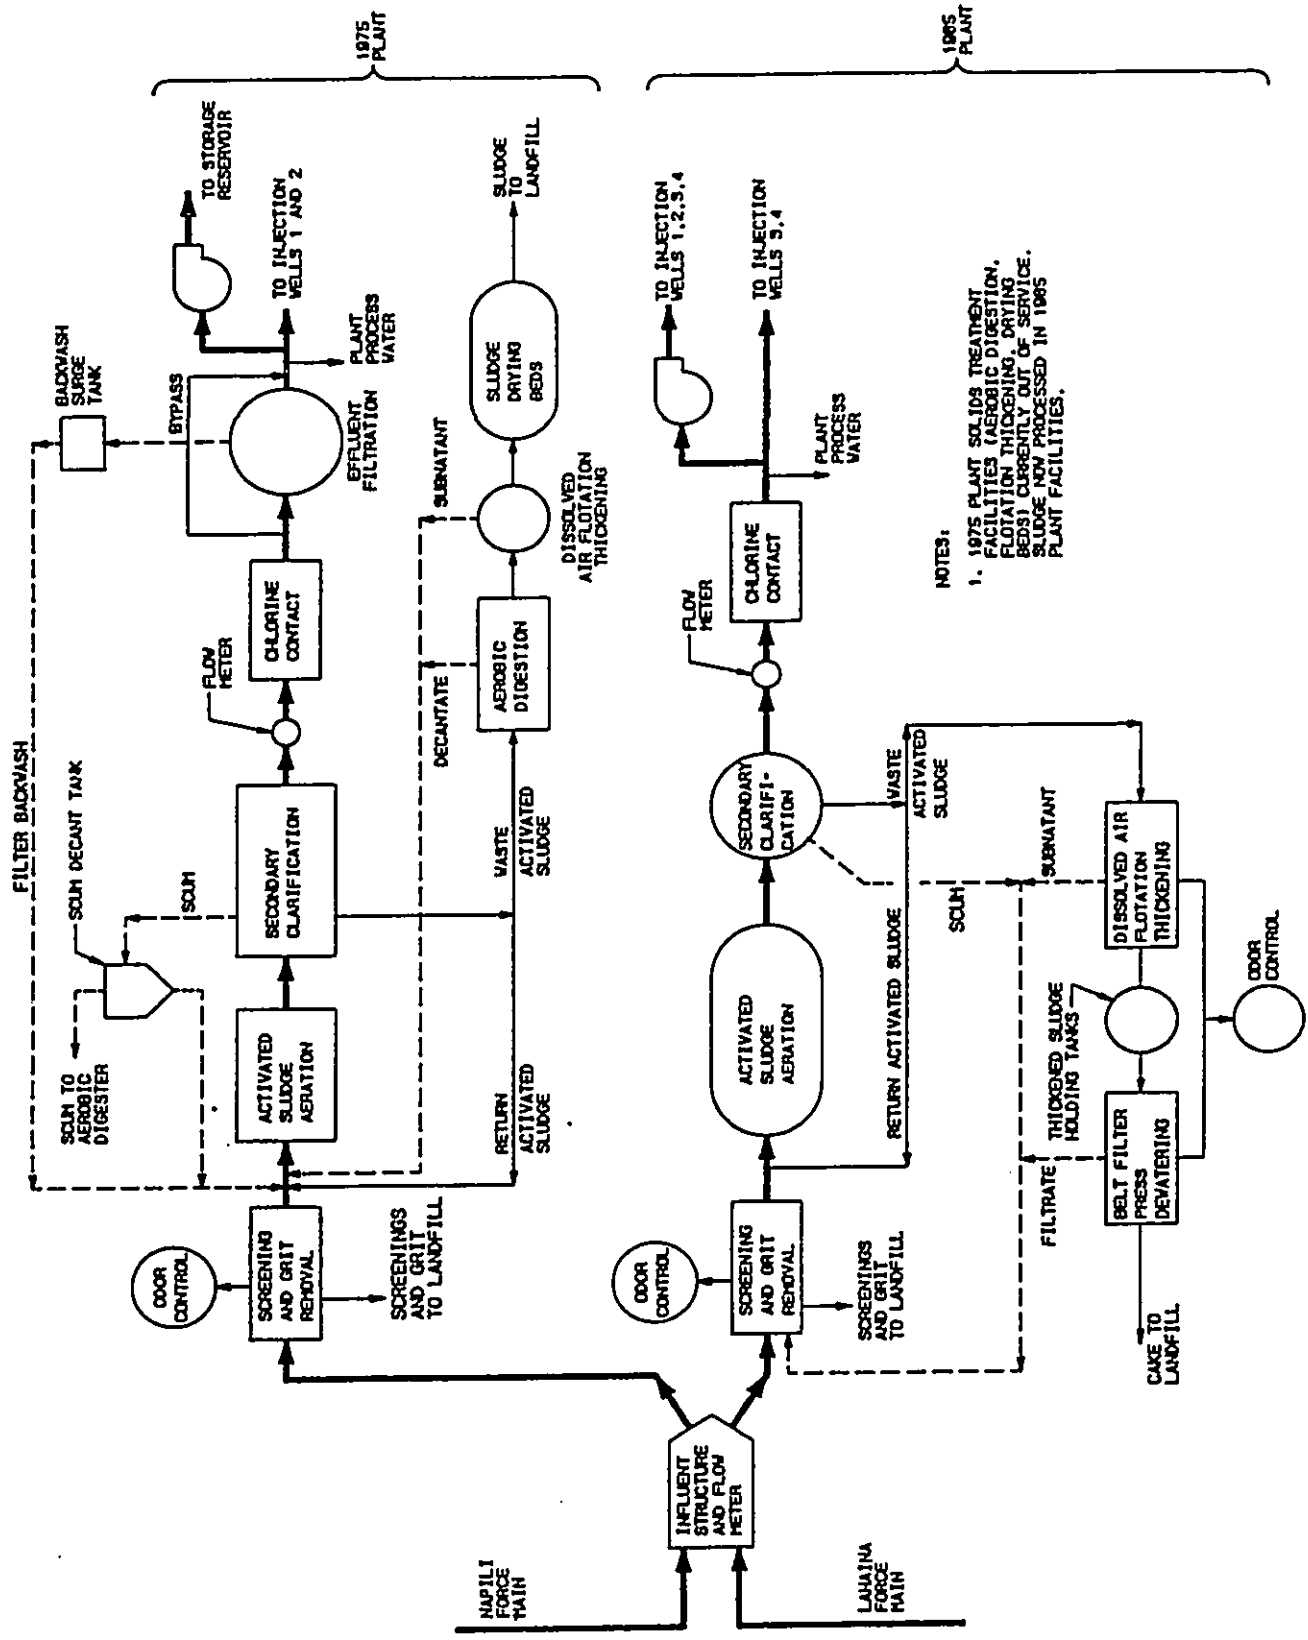 NAPILI
FORCE
MAIN
LAHAINA
FORCE
MAIN
INFLUENT
STRUCTURE
AND FLOW
METER
ODOR
CONTROL
SCREENING
AND GRIT
REMOVAL
SCREENINGS
AND GRIT
TO LANDFILL
FILTER BACKWASH
SCUM TO
AEROBIC
DIGESTER
SCUM DECANT TANK
SCUM
ACTIVATED
SLUDGE
AERATION
SECONDARY
CLARIFICATION
FLOW
METER
CHLORINE
CONTACT
EFFLUENT
FILTRATION
BYPASS
BACKWASH
SURGE
TANK
TO STORAGE
RESERVOIR
TO INJECTION
WELLS 1 AND 2
PLANT
PROCESS
WATER
RETURN
ACTIVATED
SLUDGE
WASTE
ACTIVATED
SLUDGE
DECANTATE
AEROBIC
DIGESTION
SUBNATANT
DISSOLVED
AIR FLOTATION
THICKENING
SLUDGE
DRYING
BEDS
SLUDGE
TO
LANDFILL
1975
PLANT
ODOR
CONTROL
SCREENING
AND GRIT
REMOVAL
SCREENINGS
AND GRIT
TO LANDFILL
ACTIVATED
SLUDGE
AERATION
SECONDARY
CLARIFI-
CATION
FLOW
METER
CHLORINE
CONTACT
TO INJECTION
WELLS 1,2,3,4
TO INJECTION
WELLS 3,4
PLANT
PROCESS
WATER
RETURN ACTIVATED SLUDGE
WASTE
ACTIVATED
SLUDGE
SCUM
SUBNATANT
FILTRATE
THICKENED SLUDGE
HOLDING TANKS
DISSOLVED AIR
FLOTATION
THICKENING
BELT FILTER
PRESS
DEWATERING
CAKE TO
LANDFILL
ODOR
CONTROL
1985
PLANT
NOTES:
1. 1975 PLANT SOLIDS TREATMENT
FACILITIES (AEROBIC DIGESTION,
FLOTATION THICKENING, DRYING
BEDS) CURRENTLY OUT OF SERVICE.
SLUDGE NOW PROCESSED IN 1985
PLANT FACILITIES.